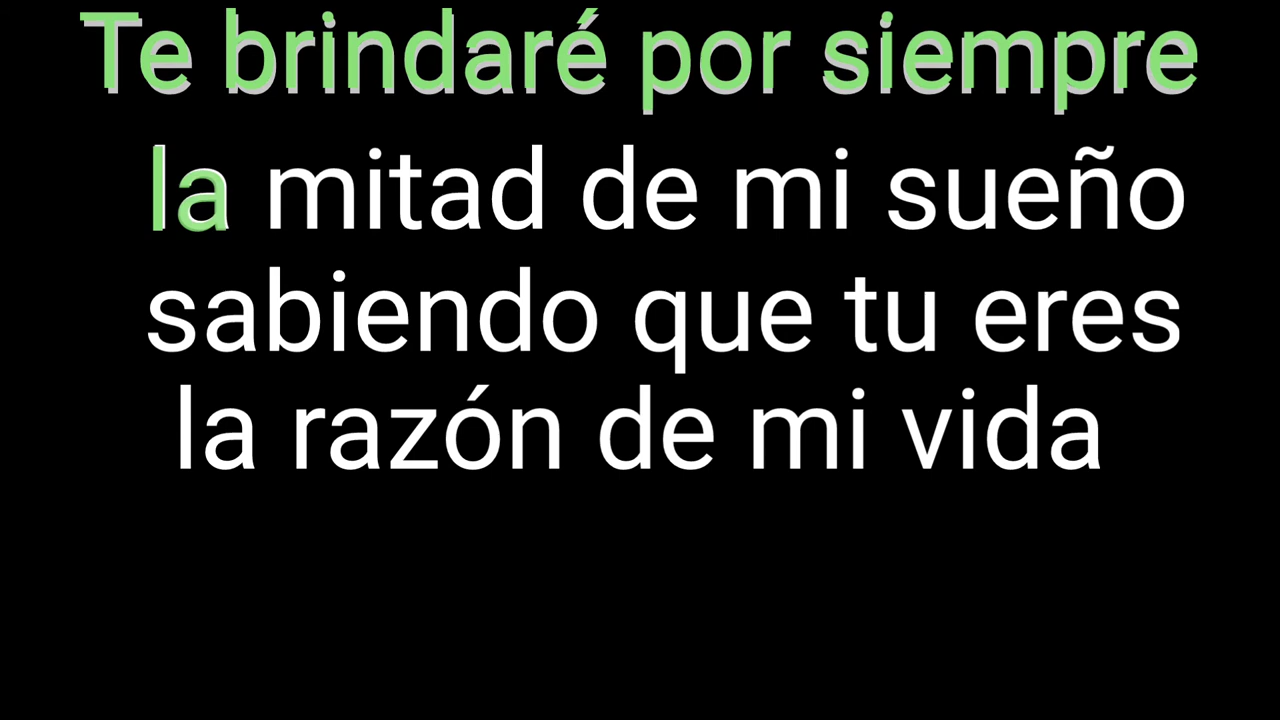 Te brindaré por siempre
la mitad de mi sueño
sabiendo que tu eres
la razón de mi vida